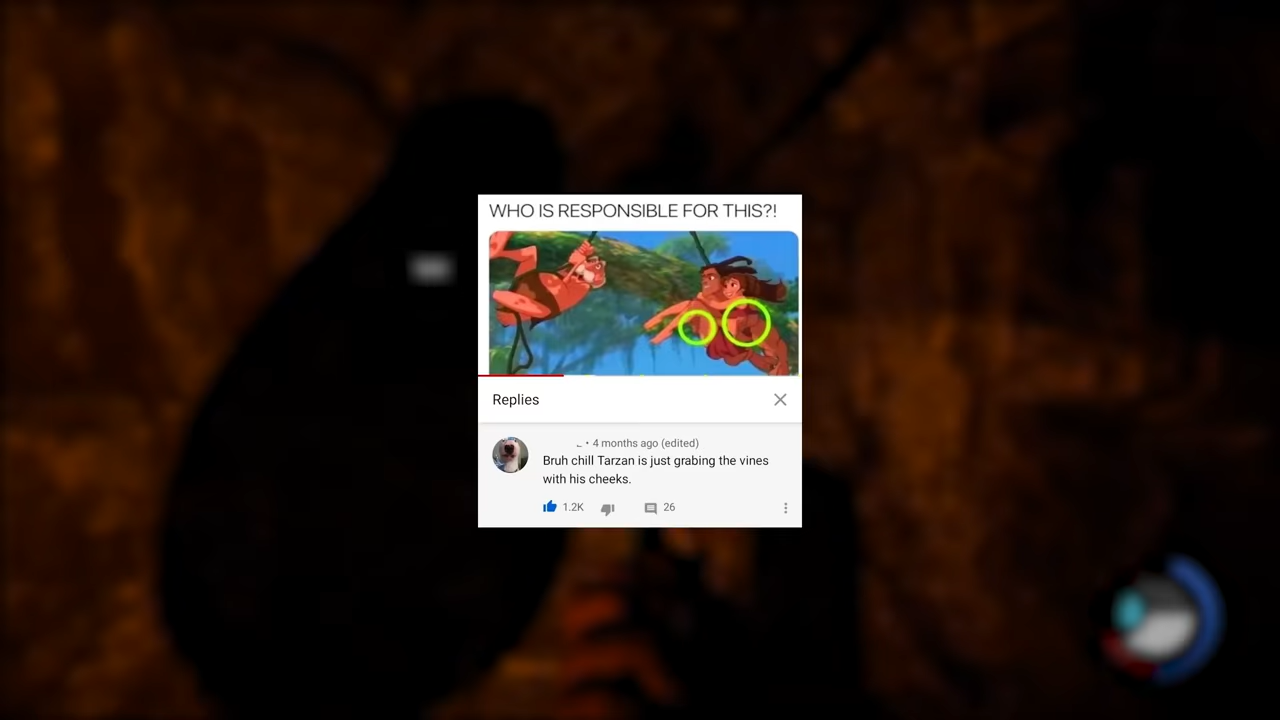 WHO IS RESPONSIBLE FOR THIS?!
Replies
• 4 months ago (edited)
Bruh chill Tarzan is just grabing the vines
with his cheeks.
1.2K
26